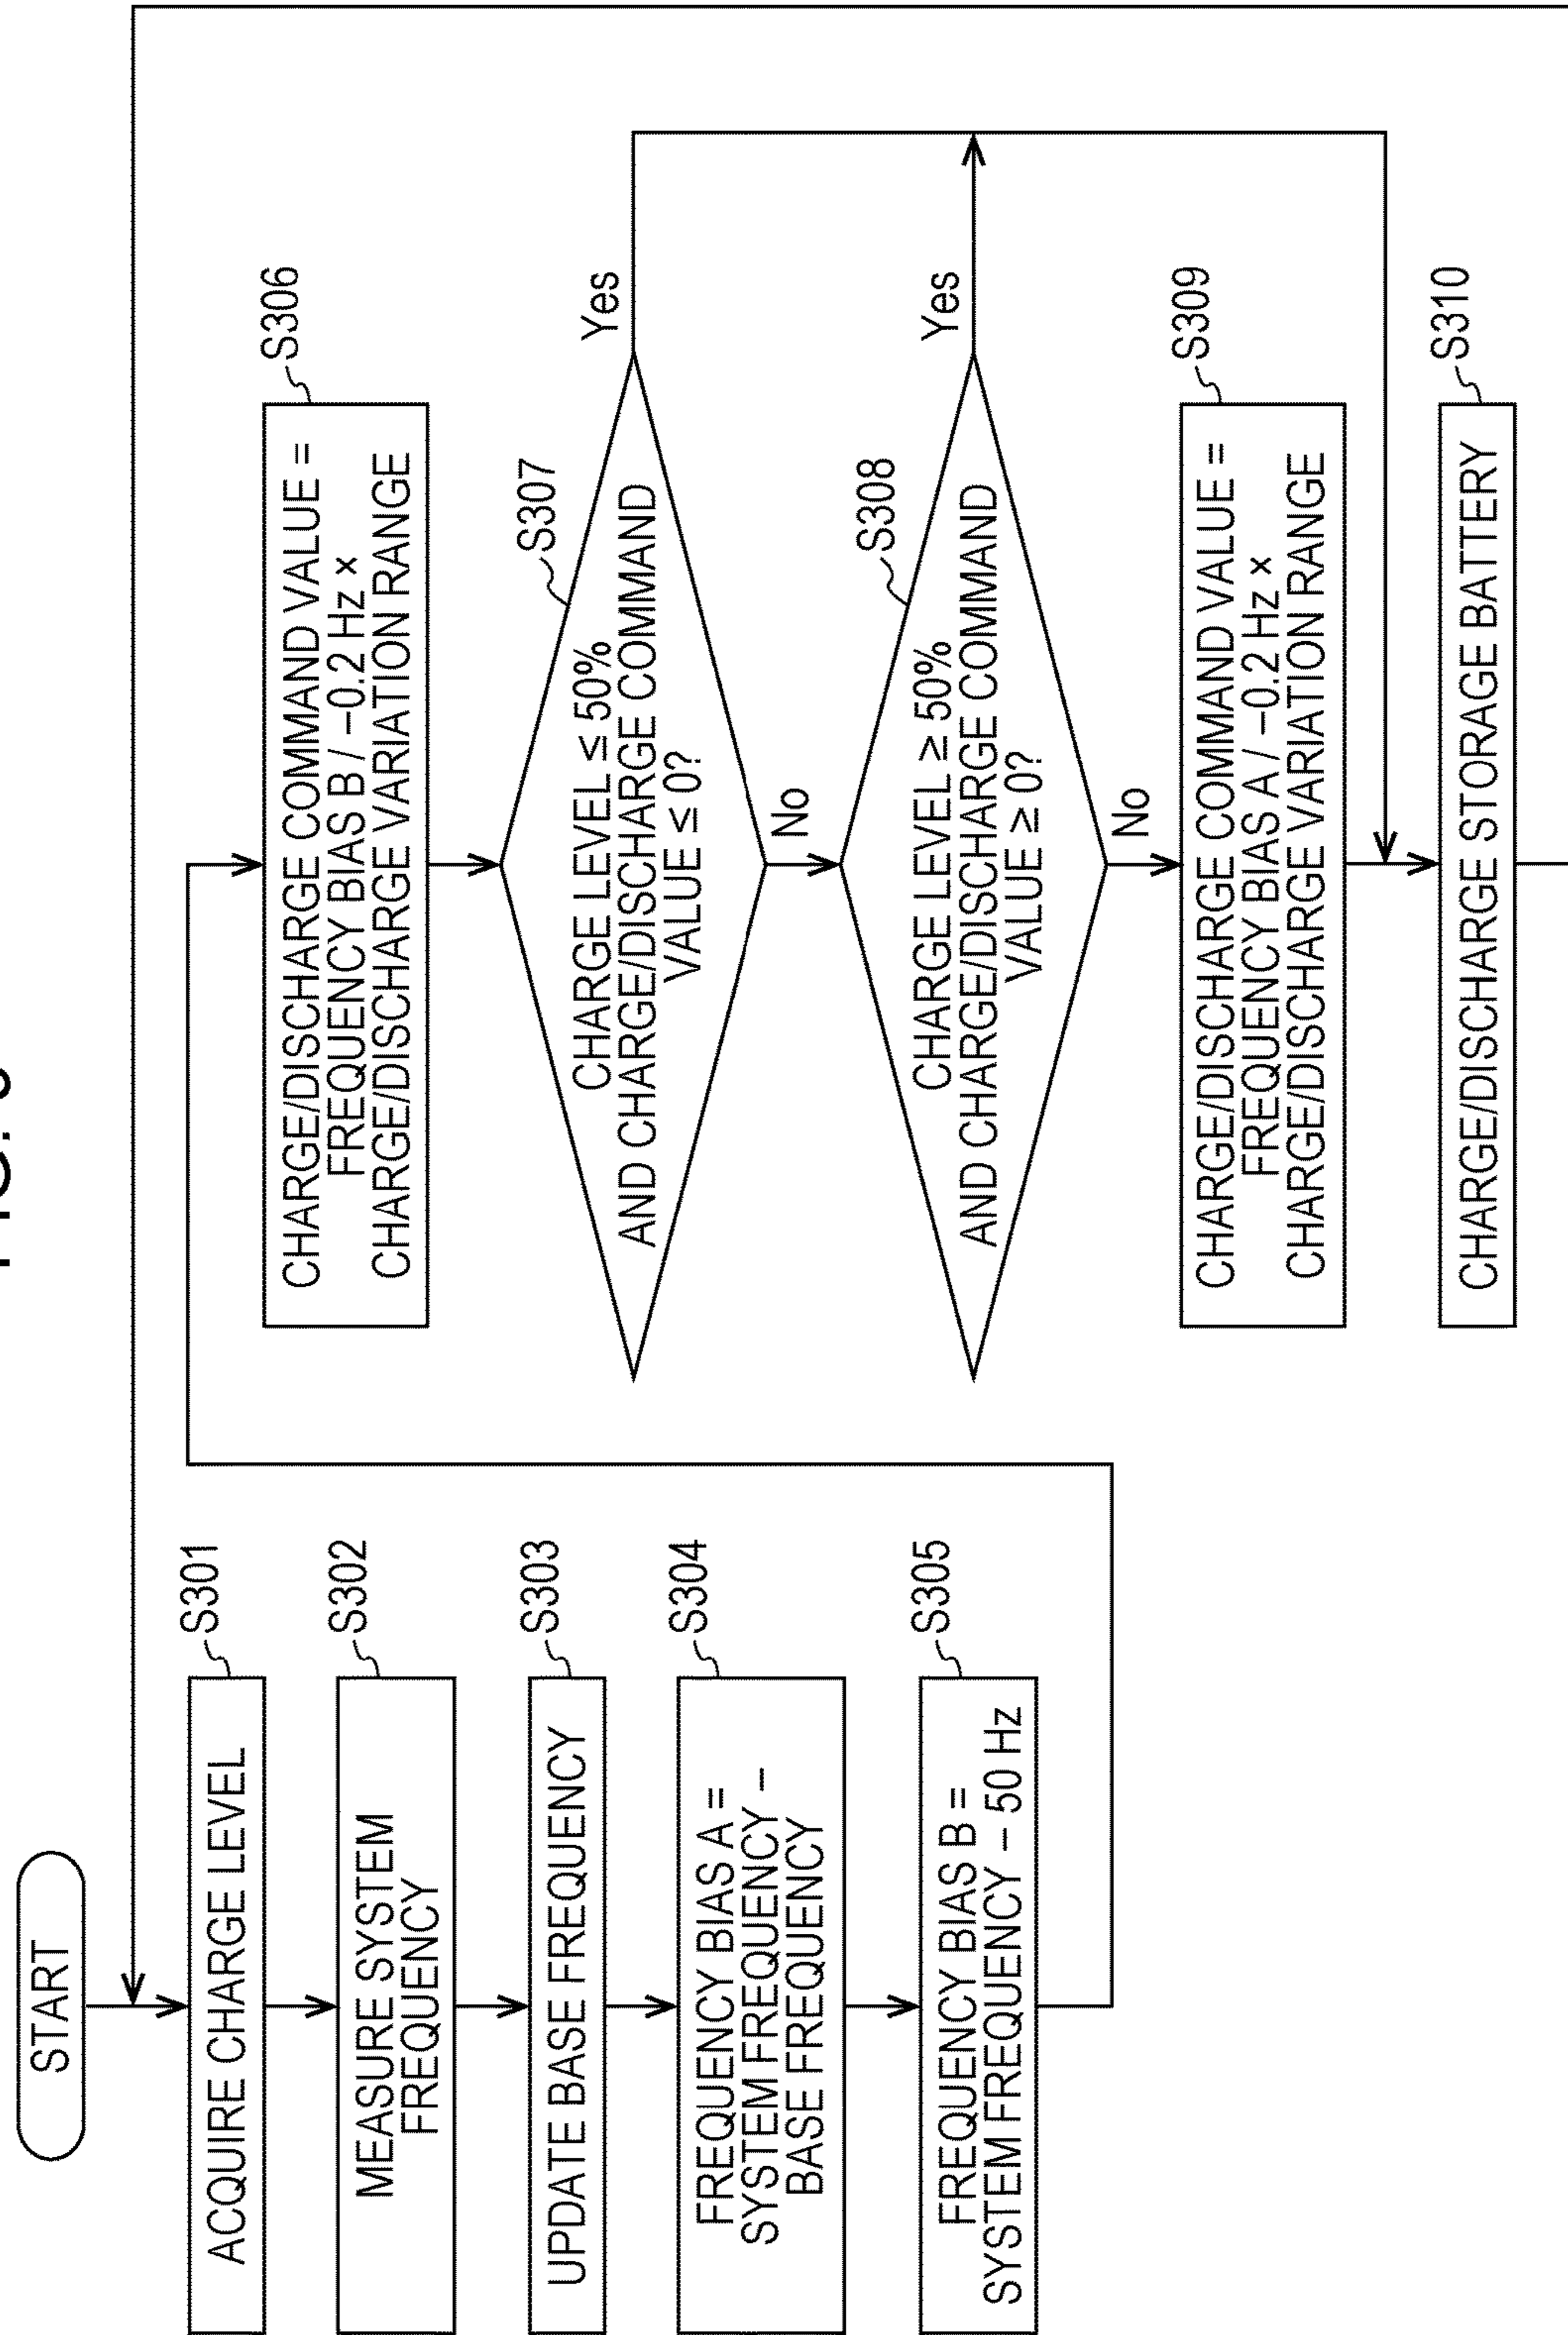 START
ACQUIRE CHARGE LEVEL
S301
MEASURE SYSTEM
FREQUENCY
S302
UPDATE BASE FREQUENCY
S303
FREQUENCY BIAS A =
SYSTEM FREQUENCY –
BASE FREQUENCY
S304
FREQUENCY BIAS B =
SYSTEM FREQUENCY – 50 Hz
S305
CHARGE/DISCHARGE COMMAND VALUE =
FREQUENCY BIAS B / –0.2 Hz ×
CHARGE/DISCHARGE VARIATION RANGE
S306
CHARGE LEVEL ≤ 50%
AND CHARGE/DISCHARGE COMMAND
VALUE ≤ 0?
S307
Yes
No
CHARGE LEVEL ≥ 50%
AND CHARGE/DISCHARGE COMMAND
VALUE ≥ 0?
S308
Yes
No
CHARGE/DISCHARGE COMMAND VALUE =
FREQUENCY BIAS A / –0.2 Hz ×
CHARGE/DISCHARGE VARIATION RANGE
S309
CHARGE/DISCHARGE STORAGE BATTERY
S310